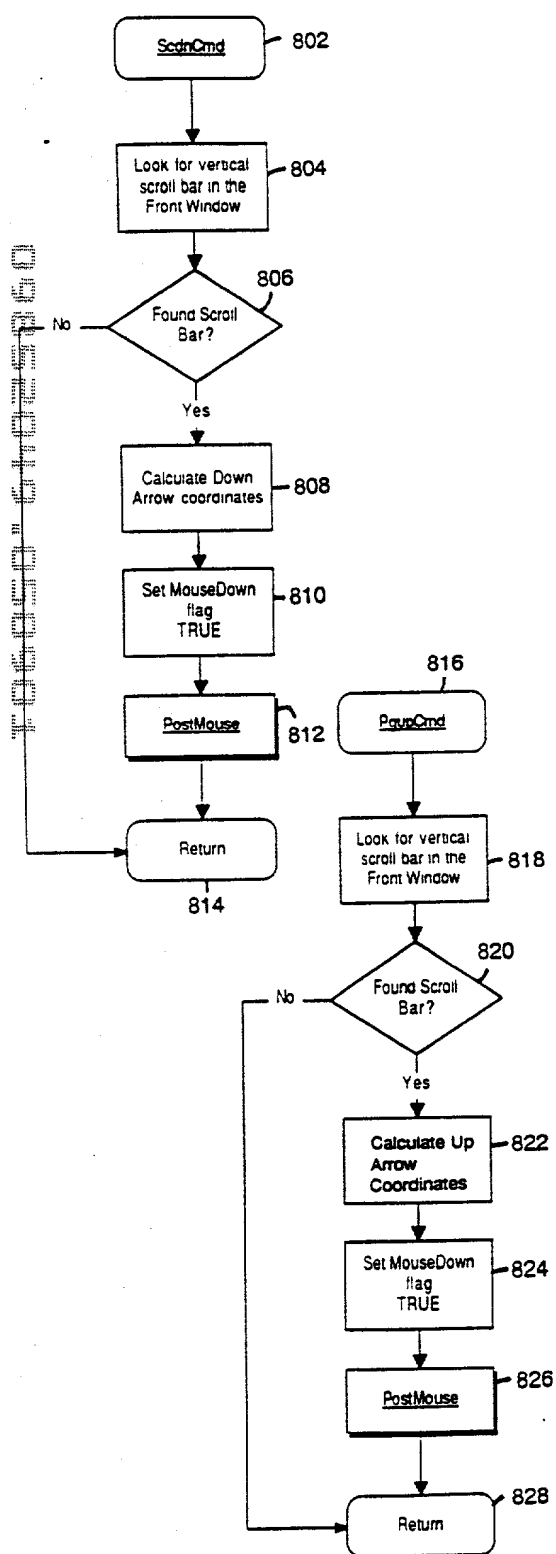 ScdnCmd
802
Look for vertical
scroll bar in the
Front Window
804
806
Found Scroll
Bar?
No
Yes
Calculate Down
Arrow coordinates
808
Set MouseDown
flag
TRUE
810
PostMouse
812
Return
814
816
PgupCmd
Look for vertical
scroll bar in the
Front Window
818
820
Found Scroll
Bar?
No
Yes
Calculate Up
Arrow
Coordinates
822
Set MouseDown
flag
TRUE
824
PostMouse
826
Return
828